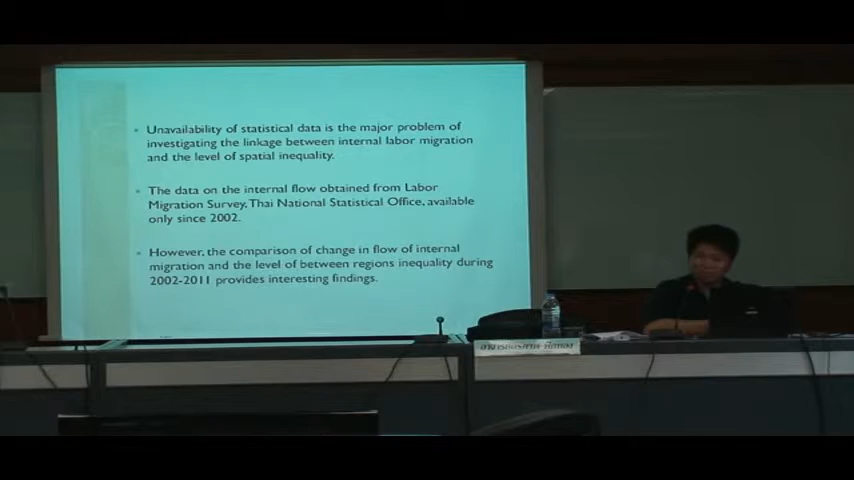 Unavailability of statistical data is the major problem of
investigating the linkage between internal labor migration
and the level of spatial inequality.
The data on the internal flow obtained from Labor
Migration Survey, Thai National Statistical Office, available
only since 2002.
However, the comparison of change in flow of internal
migration and the level of between regions inequality during
2002-2011 provides interesting findings.